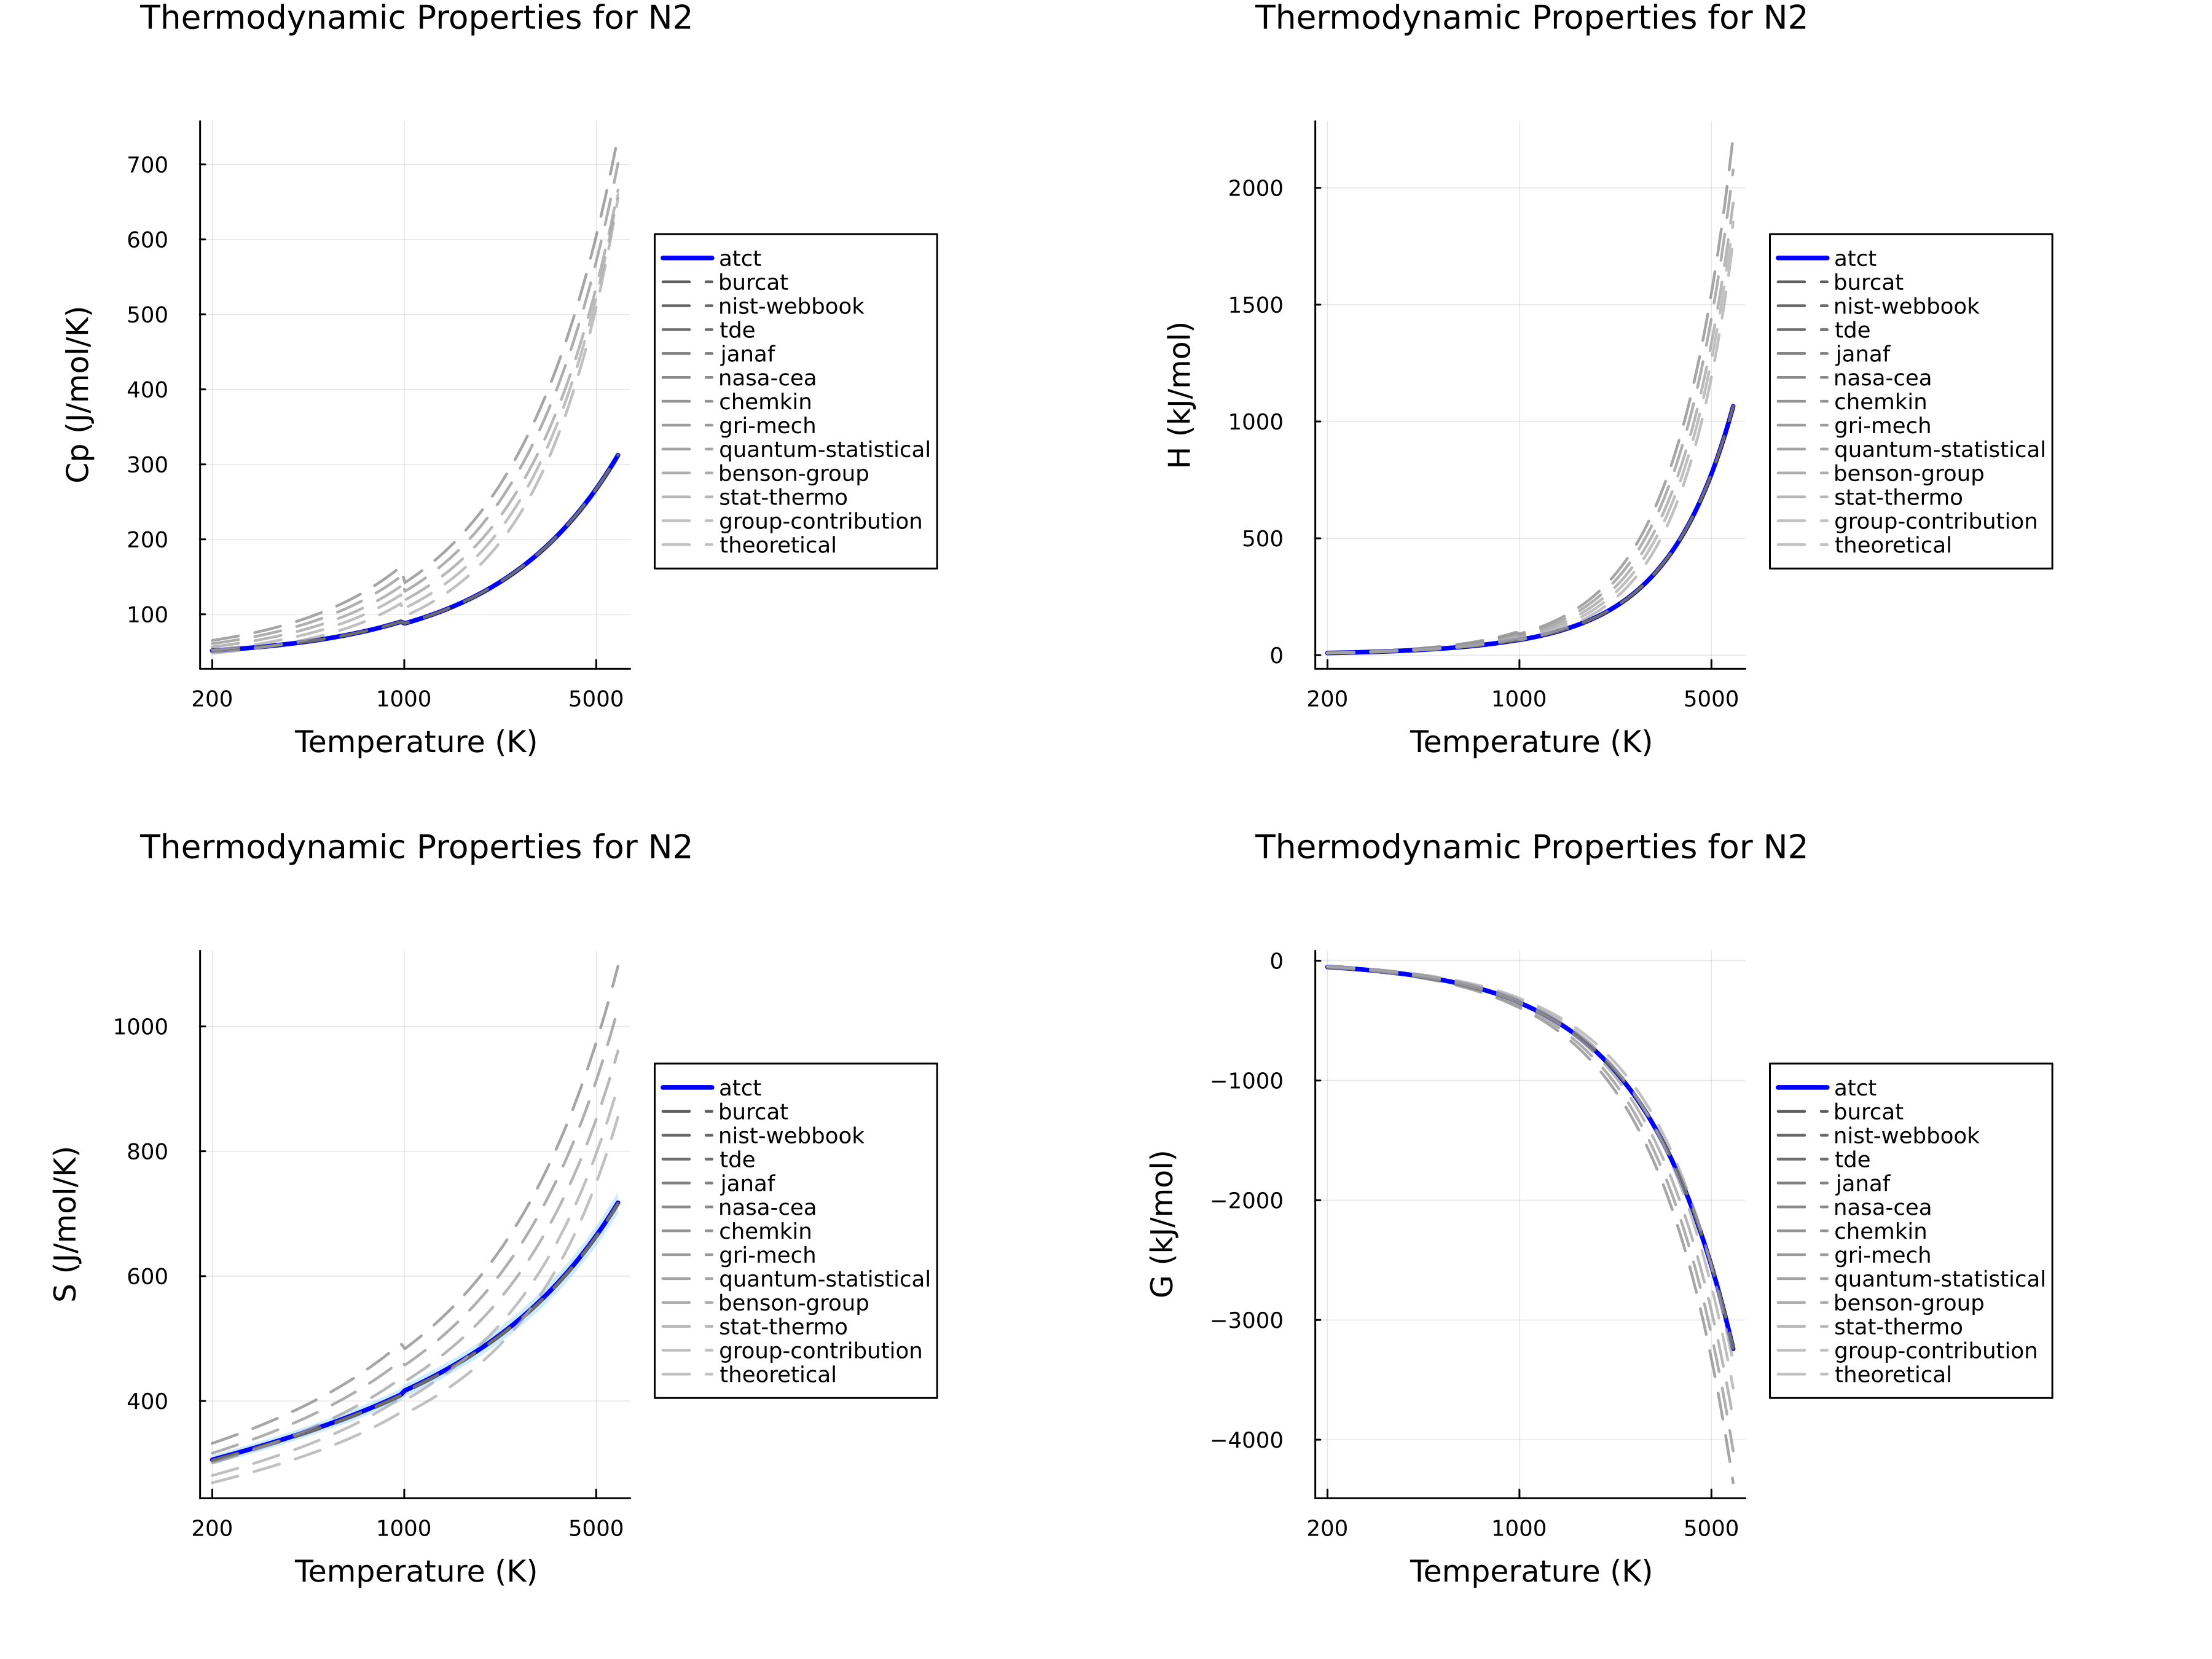 Thermodynamic Properties for N2
Cp (J/mol/K)
700
600
500
400
300
200
100
200
1000
5000
Temperature (K)
atct
burcat
nist-webbook
tde
janaf
nasa-cea
chemkin
gri-mech
quantum-statistical
benson-group
stat-thermo
group-contribution
theoretical
Thermodynamic Properties for N2
H (kJ/mol)
2000
1500
1000
500
0
200
1000
5000
Temperature (K)
atct
burcat
nist-webbook
tde
janaf
nasa-cea
chemkin
gri-mech
quantum-statistical
benson-group
stat-thermo
group-contribution
theoretical
Thermodynamic Properties for N2
S (J/mol/K)
1000
800
600
400
200
1000
5000
Temperature (K)
atct
burcat
nist-webbook
tde
janaf
nasa-cea
chemkin
gri-mech
quantum-statistical
benson-group
stat-thermo
group-contribution
theoretical
Thermodynamic Properties for N2
G (kJ/mol)
0
−1000
−2000
−3000
−4000
200
1000
5000
Temperature (K)
atct
burcat
nist-webbook
tde
janaf
nasa-cea
chemkin
gri-mech
quantum-statistical
benson-group
stat-thermo
group-contribution
theoretical